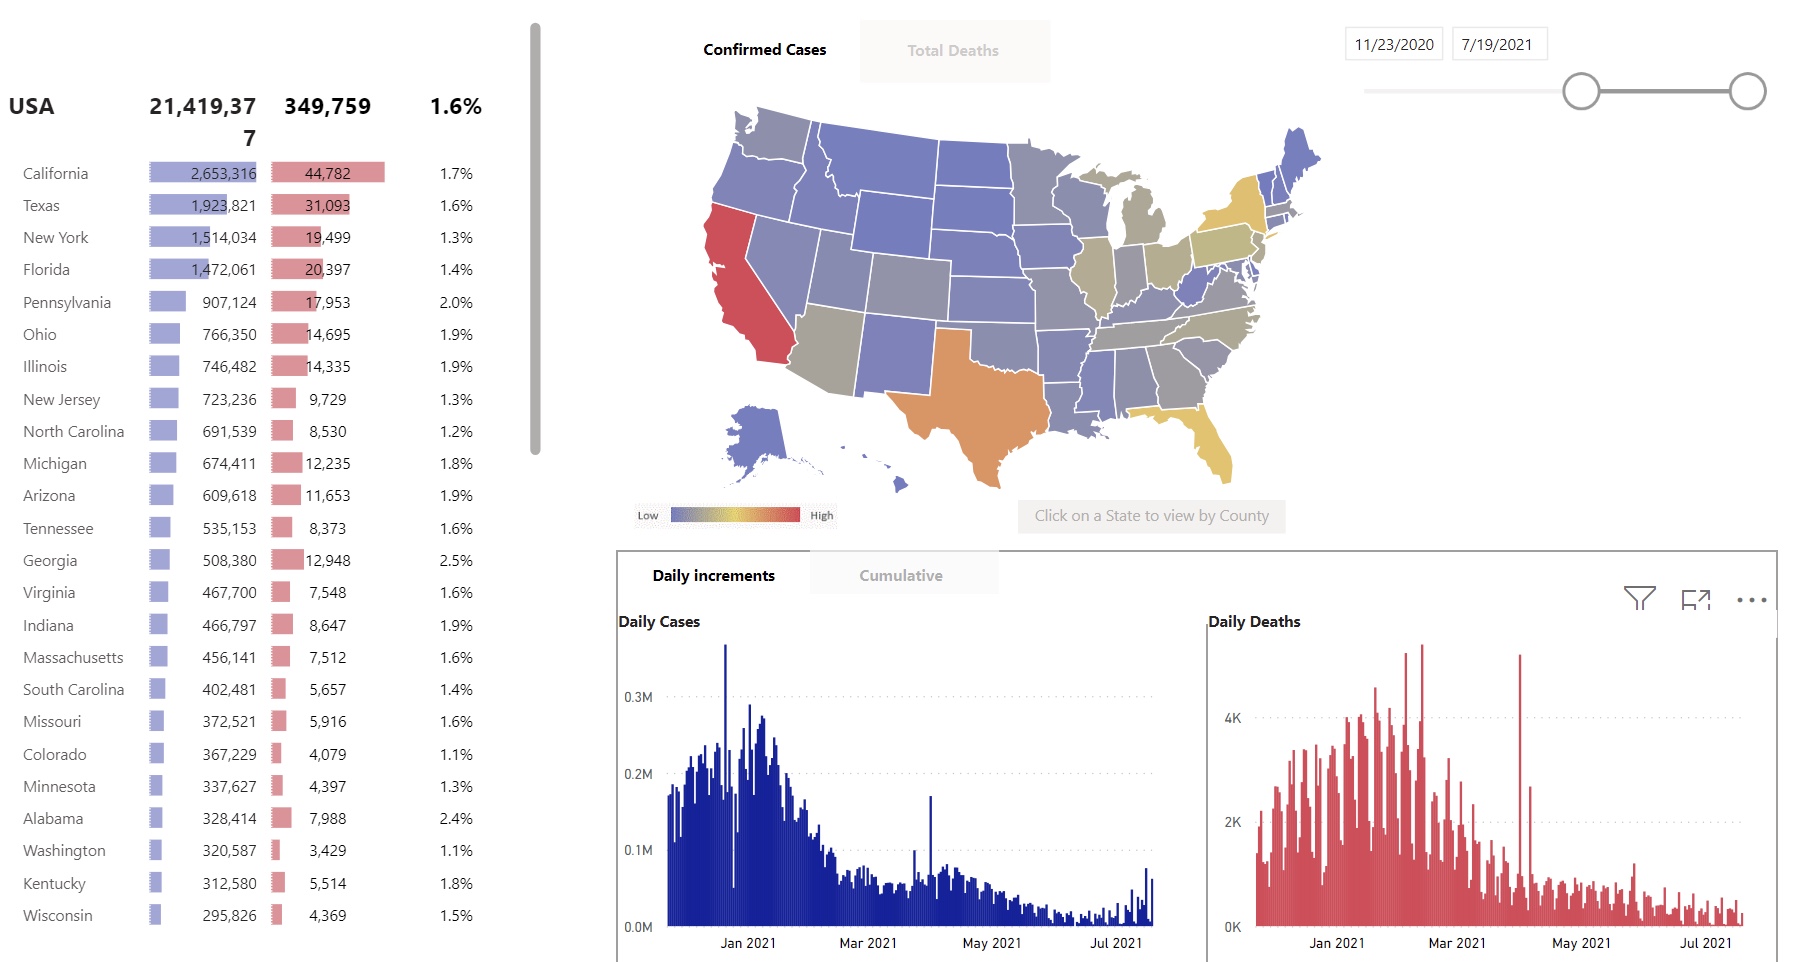 USA 21,419,37 349,759 1.6%
7
California 2,653,316 44,782 1.7%
Texas 1,923,821 31,093 1.6%
New York 1,514,034 19,499 1.3%
Florida 1,472,061 20,397 1.4%
Pennsylvania 907,124 17,953 2.0%
Ohio 766,350 14,695 1.9%
Illinois 746,482 14,335 1.9%
New Jersey 723,236 9,729 1.3%
North Carolina 691,539 8,530 1.2%
Michigan 674,411 12,235 1.8%
Arizona 609,618 11,653 1.9%
Tennessee 535,153 8,373 1.6%
Georgia 508,380 12,948 2.5%
Virginia 467,700 7,548 1.6%
Indiana 466,797 8,647 1.9%
Massachusetts 456,141 7,512 1.6%
South Carolina 402,481 5,657 1.4%
Missouri 372,521 5,916 1.6%
Colorado 367,229 4,079 1.1%
Minnesota 337,627 4,397 1.3%
Alabama 328,414 7,988 2.4%
Washington 320,587 3,429 1.1%
Kentucky 312,580 5,514 1.8%
Wisconsin 295,826 4,369 1.5%
Confirmed Cases Total Deaths
11/23/2020 7/19/2021
Low High
Click on a State to view by County
Daily increments Cumulative
Daily Cases
0.3M
0.2M
0.1M
0.0M
Jan 2021 Mar 2021 May 2021 Jul 2021
Daily Deaths
4K
2K
0K
Jan 2021 Mar 2021 May 2021 Jul 2021